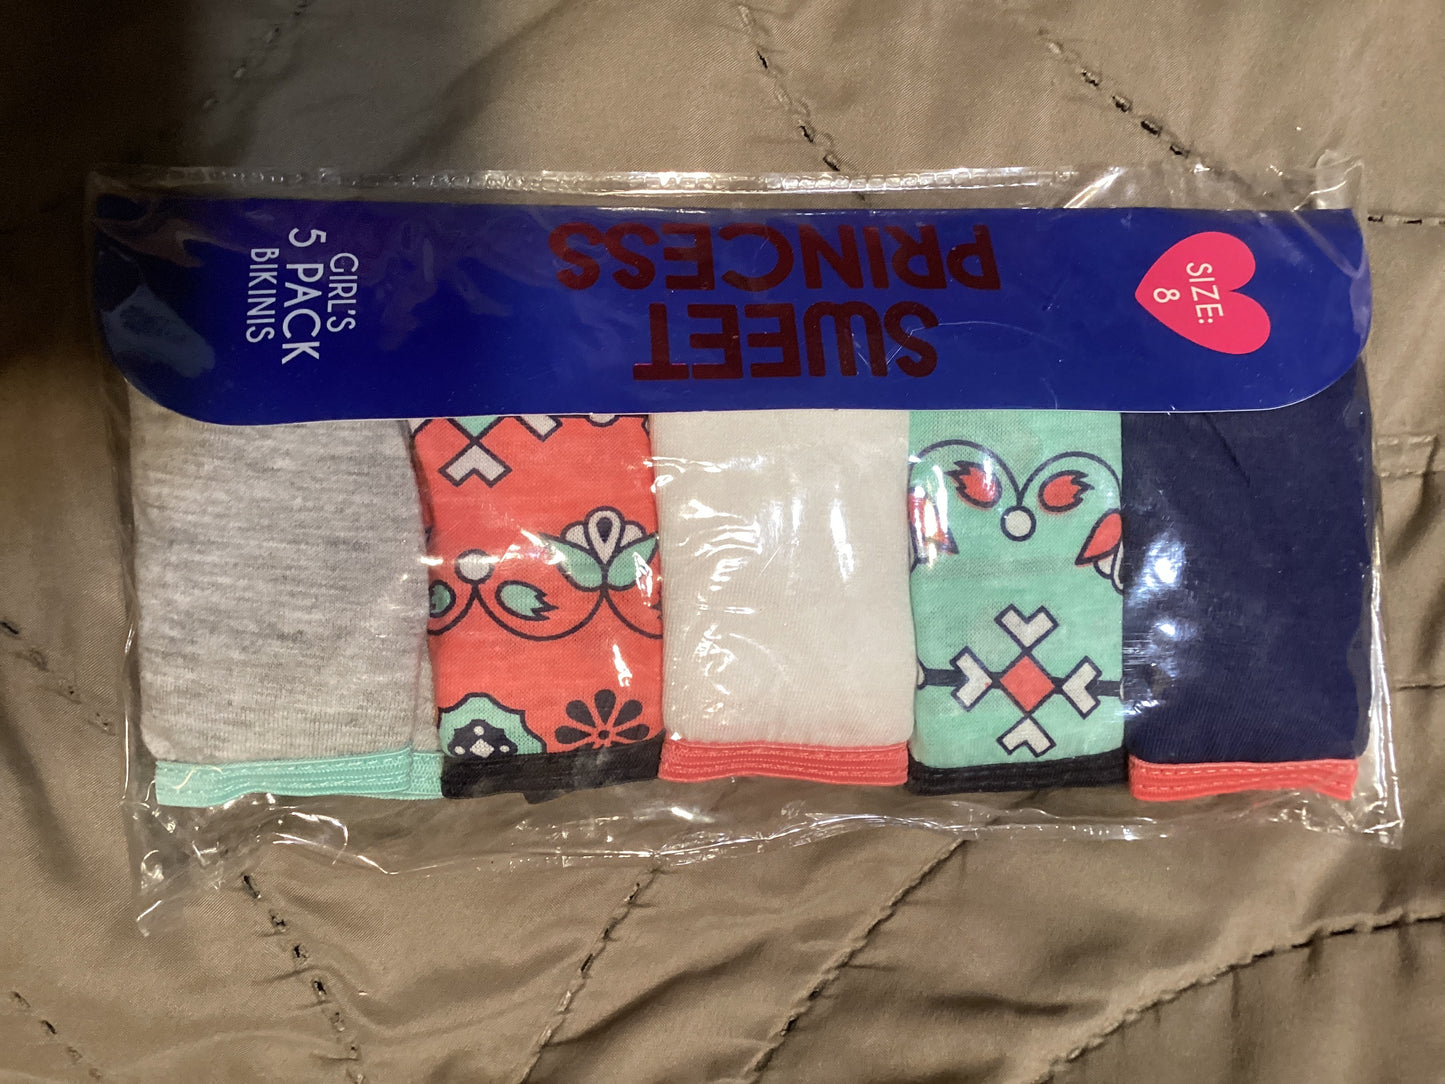 SWEET
PRINCESS
GIRL'S
5 PACK
BIKINIS
SIZE:
8